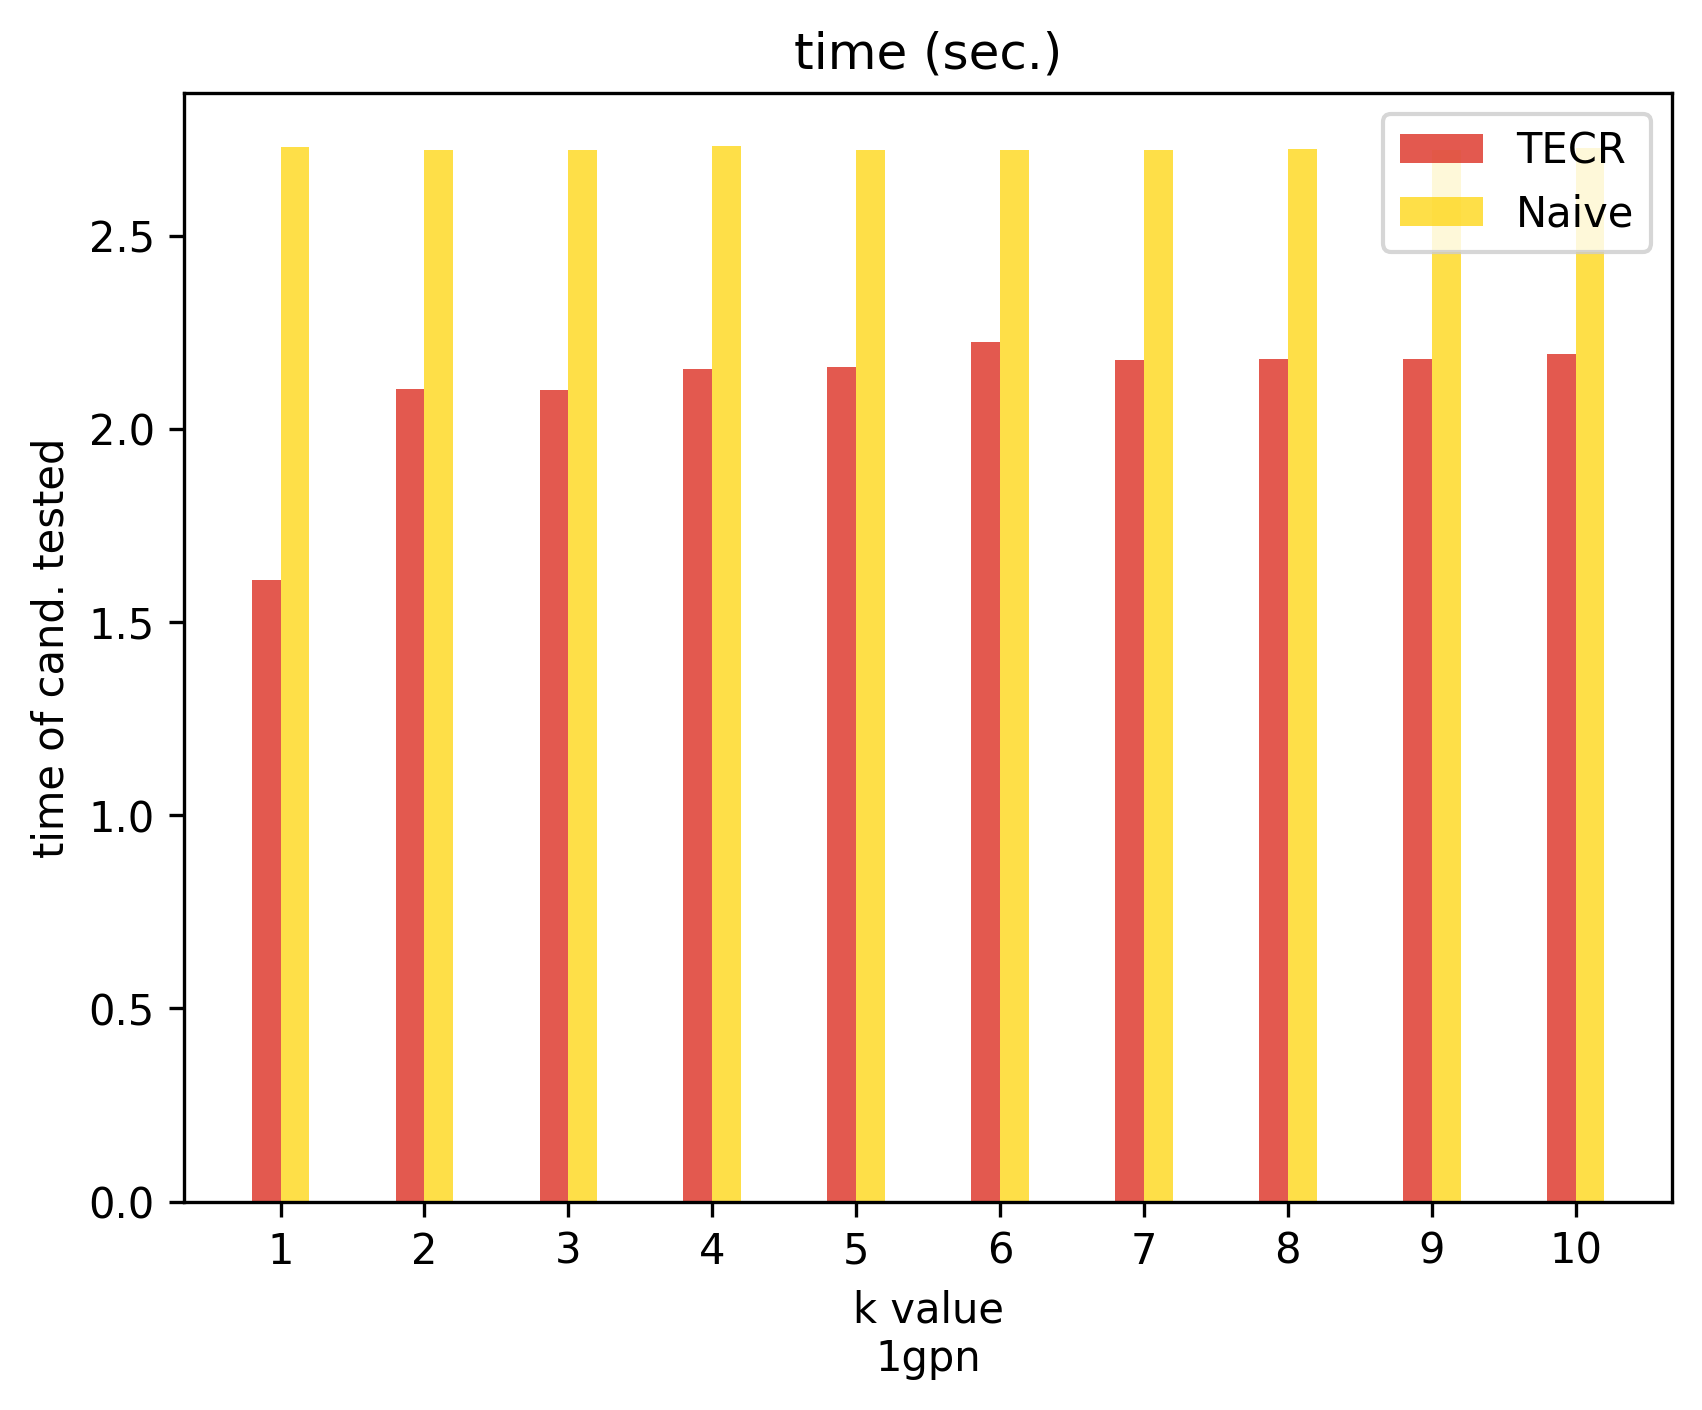 time (sec.)
TECR
Naive
time of cand. tested
2.5
2.0
1.5
1.0
0.5
0.0
1 2 3 4 5 6 7 8 9 10
k value
1gpn